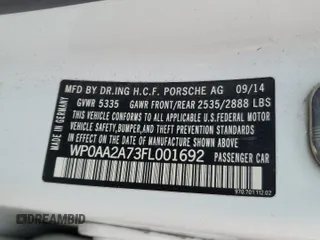 MFD BY DR.ING H.C.F. PORSCHE AG 09/14
GVWR 5335 GAWR FRONT/REAR 2535/2888 LBS
THIS VEHICLE CONFORMS TO ALL APPLICABLE
U.S.FEDERAL MOTOR VEHICLE SAFETY, BUMPER,
AND THEFT PREVENTION STANDARDS IN EFFECT
ON THE DATE OF MANUFACTURE SHOWN ABOVE.
WP0AA2A73FL001692
PASSENGER CAR
MADE IN GERMANY
970.701.112.02
DREAMBID